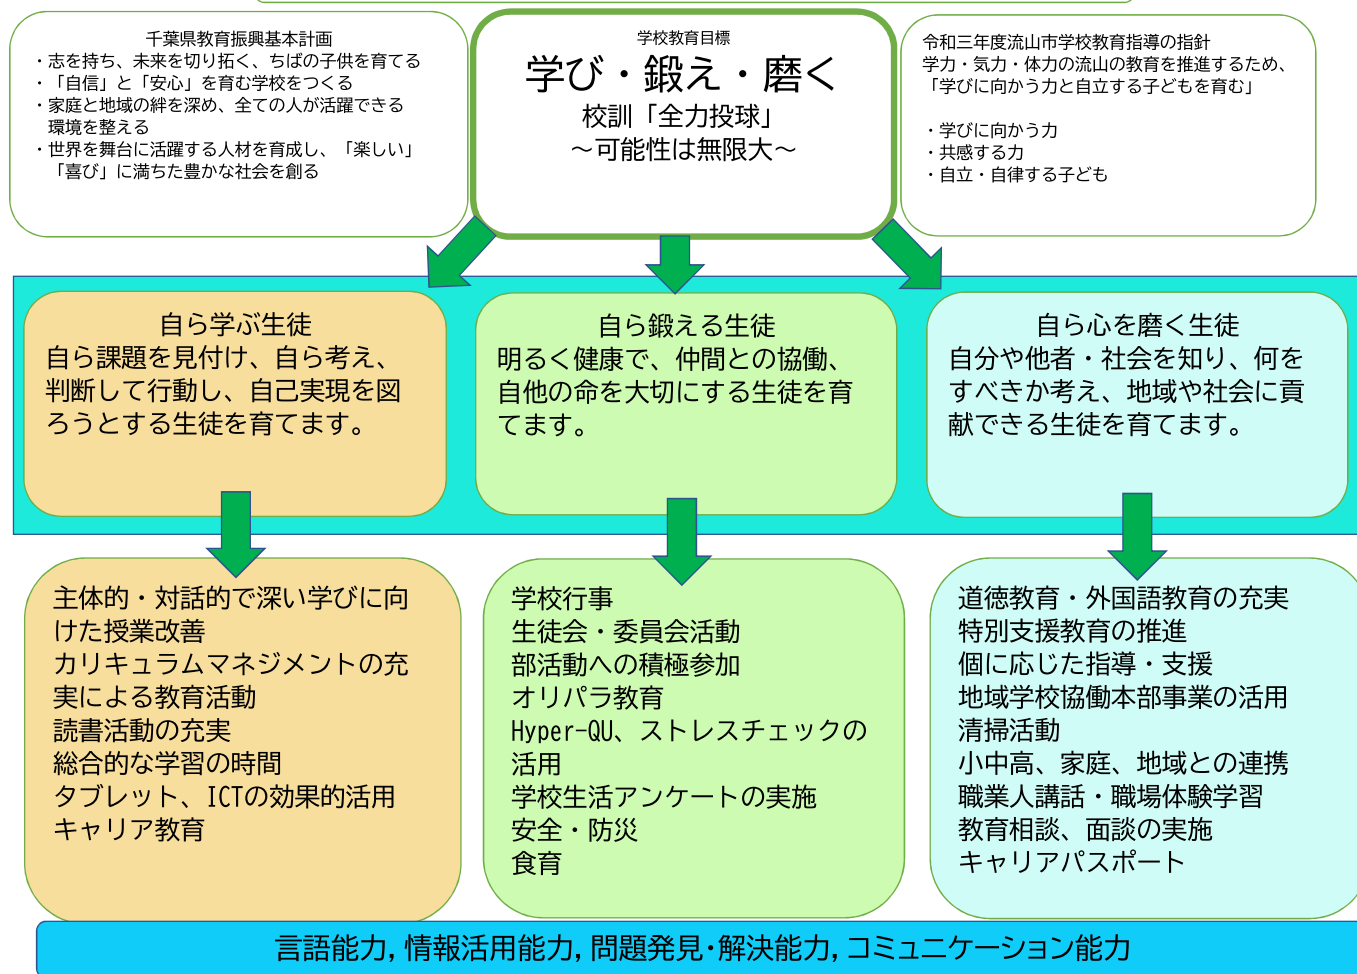 千葉県教育振興基本計画
・志を持ち、未来を切り拓く、ちばの子供を育てる
・「自信」と「安心」を育む学校をつくる
・家庭と地域の絆を深め、全ての人が活躍できる
環境を整える
・世界を舞台に活躍する人材を育成し、「楽しい」
「喜び」に満ちた豊かな社会を創る
学校教育目標
学び・鍛え・磨く
校訓「全力投球」
～可能性は無限大～
令和三年度流山市学校教育指導の指針
学力・気力・体力の流山の教育を推進するため、
「学びに向かう力と自立する子どもを育む」
・学びに向かう力
・共感する力
・自立・自律する子ども
自ら学ぶ生徒
自ら課題を見付け、自ら考え、
判断して行動し、自己実現を図
ろうとする生徒を育てます。
自ら鍛える生徒
明るく健康で、仲間との協働、
自他の命を大切にする生徒を育
てます。
自ら心を磨く生徒
自分や他者・社会を知り、何を
すべきか考え、地域や社会に貢
献できる生徒を育てます。
主体的・対話的で深い学びに向
けた授業改善
カリキュラムマネジメントの充
実による教育活動
読書活動の充実
総合的な学習の時間
タブレット、ICTの効果的活用
キャリア教育
学校行事
生徒会・委員会活動
部活動への積極参加
オリパラ教育
Hyper-QU、ストレスチェックの
活用
学校生活アンケートの実施
安全・防災
食育
道徳教育・外国語教育の充実
特別支援教育の推進
個に応じた指導・支援
地域学校協働本部事業の活用
清掃活動
小中高、家庭、地域との連携
職業人講話・職場体験学習
教育相談、面談の実施
キャリアパスポート
言語能力,情報活用能力,問題発見･解決能力,コミュニケーション能力